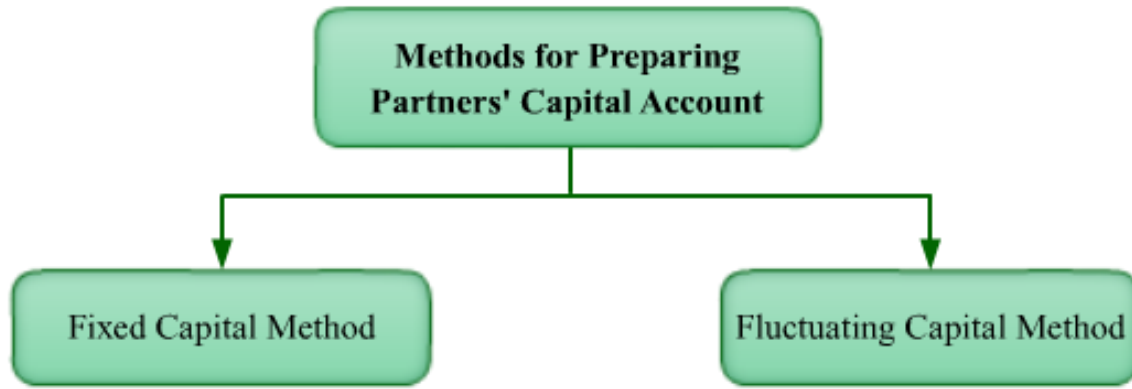 Methods for Preparing
Partners' Capital Account
Fixed Capital Method
Fluctuating Capital Method